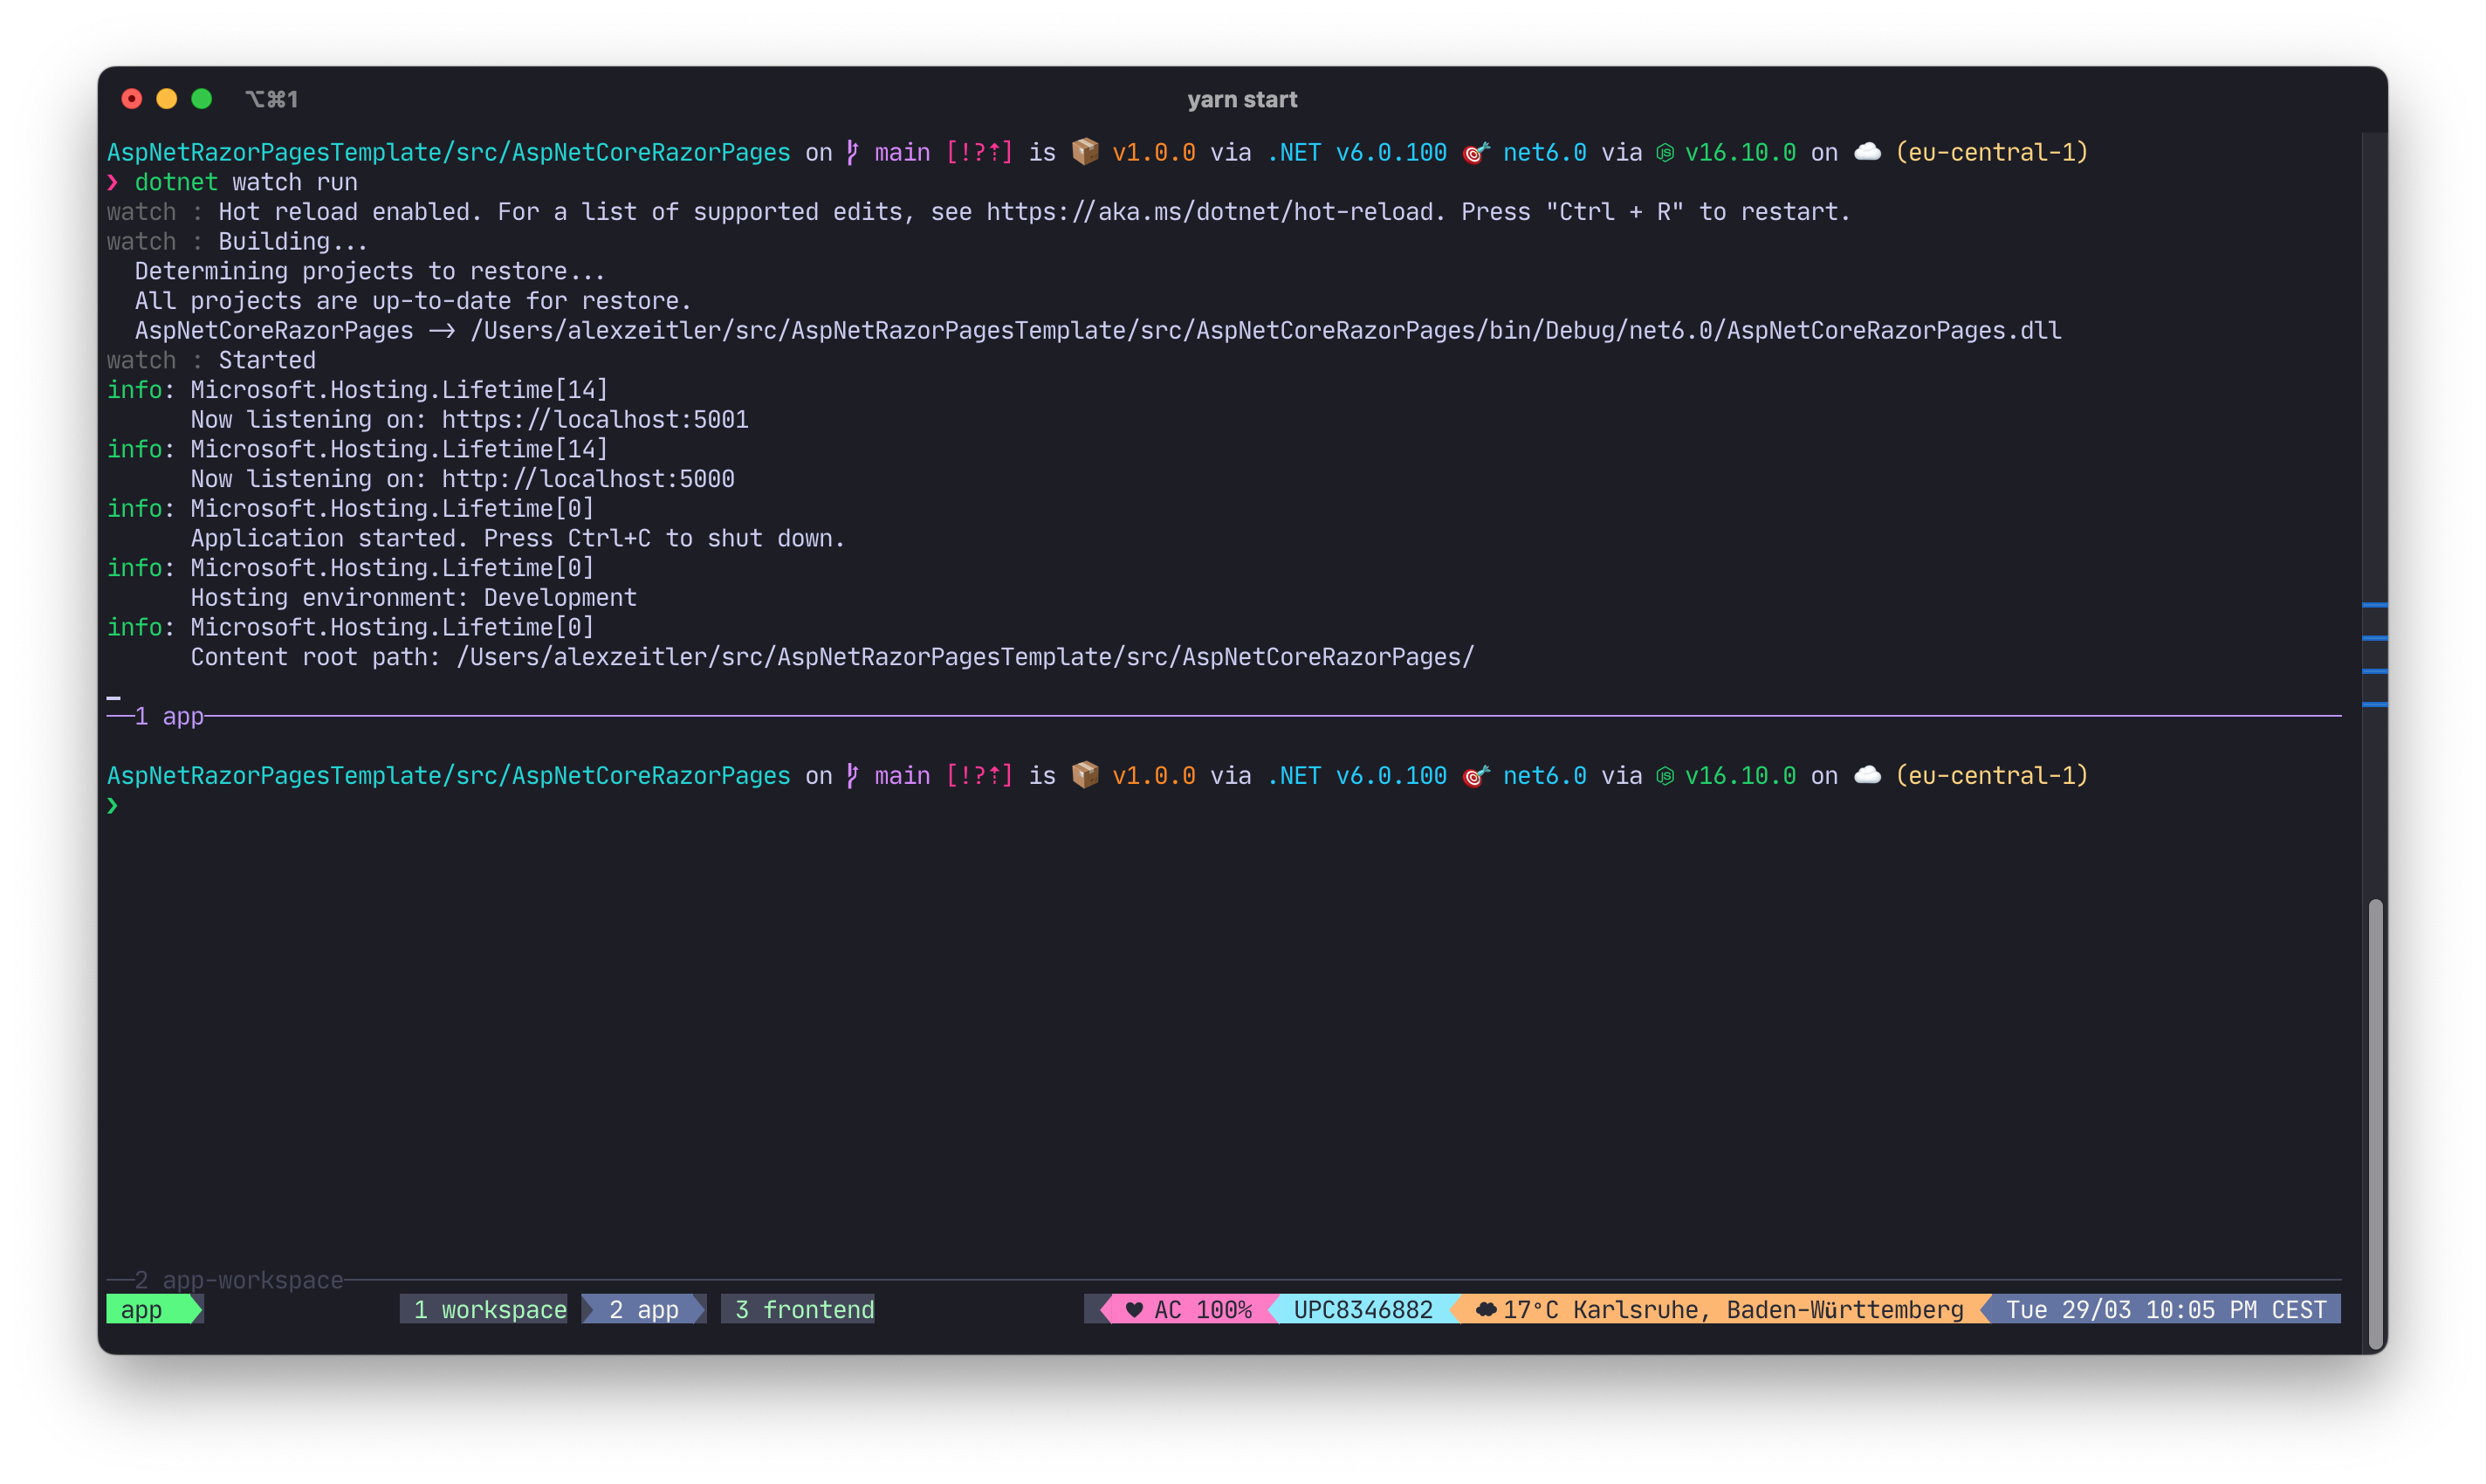 ⌥⌘1 yarn start
AspNetRazorPagesTemplate/src/AspNetCoreRazorPages on main [!?⇡] is 📦 v1.0.0 via .NET v6.0.100 🎯 net6.0 via v16.10.0 on ☁️ (eu-central-1)
❯ dotnet watch run
watch : Hot reload enabled. For a list of supported edits, see https://aka.ms/dotnet/hot-reload. Press "Ctrl + R" to restart.
watch : Building...
Determining projects to restore...
All projects are up-to-date for restore.
AspNetCoreRazorPages -> /Users/alexzeitler/src/AspNetRazorPagesTemplate/src/AspNetCoreRazorPages/bin/Debug/net6.0/AspNetCoreRazorPages.dll
watch : Started
info: Microsoft.Hosting.Lifetime[14]
Now listening on: https://localhost:5001
info: Microsoft.Hosting.Lifetime[14]
Now listening on: http://localhost:5000
info: Microsoft.Hosting.Lifetime[0]
Application started. Press Ctrl+C to shut down.
info: Microsoft.Hosting.Lifetime[0]
Hosting environment: Development
info: Microsoft.Hosting.Lifetime[0]
Content root path: /Users/alexzeitler/src/AspNetRazorPagesTemplate/src/AspNetCoreRazorPages/
1 app
AspNetRazorPagesTemplate/src/AspNetCoreRazorPages on main [!?⇡] is 📦 v1.0.0 via .NET v6.0.100 🎯 net6.0 via v16.10.0 on ☁️ (eu-central-1)
❯
2 app-workspace
app 1 workspace 2 app 3 frontend ♥ AC 100% UPC8346882 ☁ 17°C Karlsruhe, Baden-Württemberg Tue 29/03 10:05 PM CEST